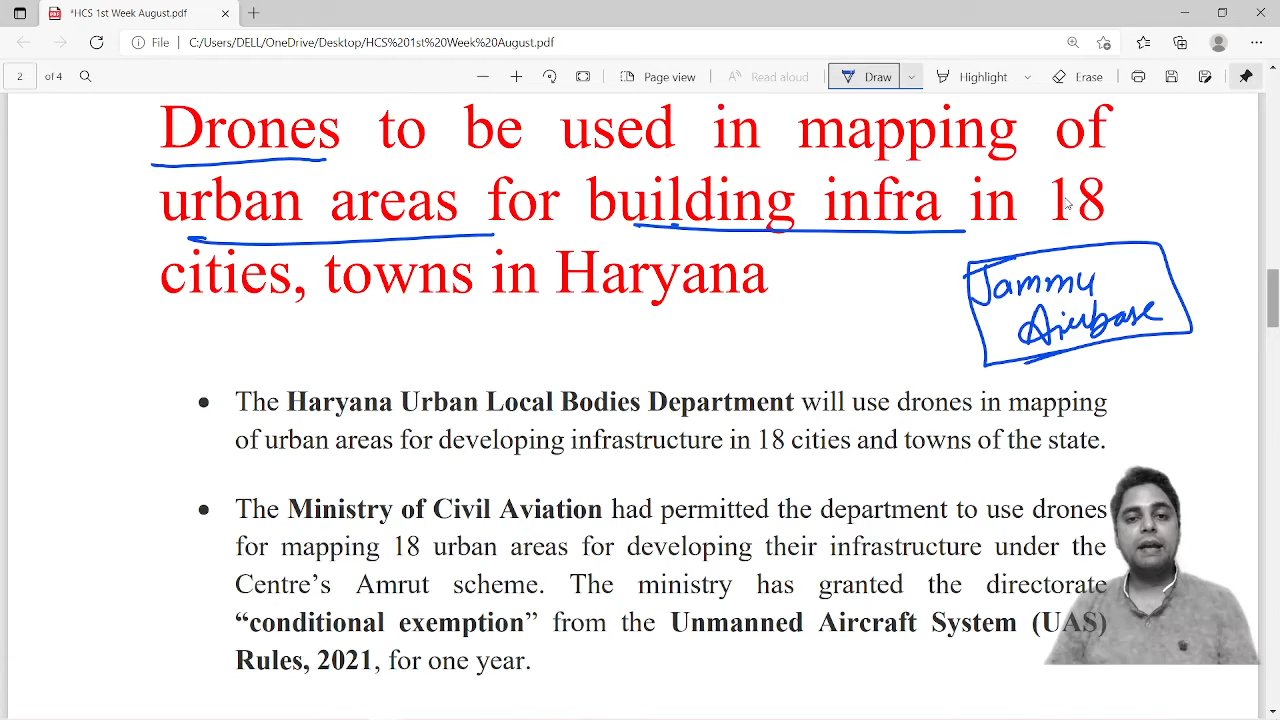 *HCS 1st Week August.pdf
File C:/Users/DELL/OneDrive/Desktop/HCS%201st%20Week%20August.pdf
2 of 4 Page view Read aloud Draw Highlight Erase
Drones to be used in mapping of
urban areas for building infra in 18
cities, towns in Haryana
Jammu
Airbase
The Haryana Urban Local Bodies Department will use drones in mapping
of urban areas for developing infrastructure in 18 cities and towns of the state.
The Ministry of Civil Aviation had permitted the department to use drones
for mapping 18 urban areas for developing their infrastructure under the
Centre’s Amrut scheme. The ministry has granted the directorate
“conditional exemption” from the Unmanned Aircraft System (UAS)
Rules, 2021, for one year.